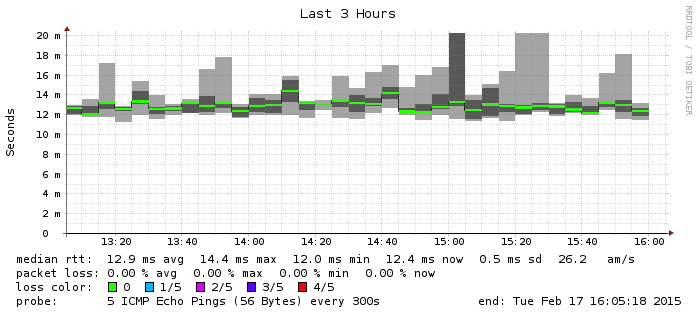 Last 3 Hours
RRDTOOL / TOBI OETIKER
Seconds
20 m
18 m
16 m
14 m
12 m
10 m
8 m
6 m
4 m
2 m
0
13:20 13:40 14:00 14:20 14:40 15:00 15:20 15:40 16:00
median rtt: 12.9 ms avg 14.4 ms max 12.0 ms min 12.4 ms now 0.5 ms sd 26.2 am/s
packet loss: 0.00 % avg 0.00 % max 0.00 % min 0.00 % now
loss color: 0 1/5 2/5 3/5 4/5
probe: 5 ICMP Echo Pings (56 Bytes) every 300s end: Tue Feb 17 16:05:18 2015